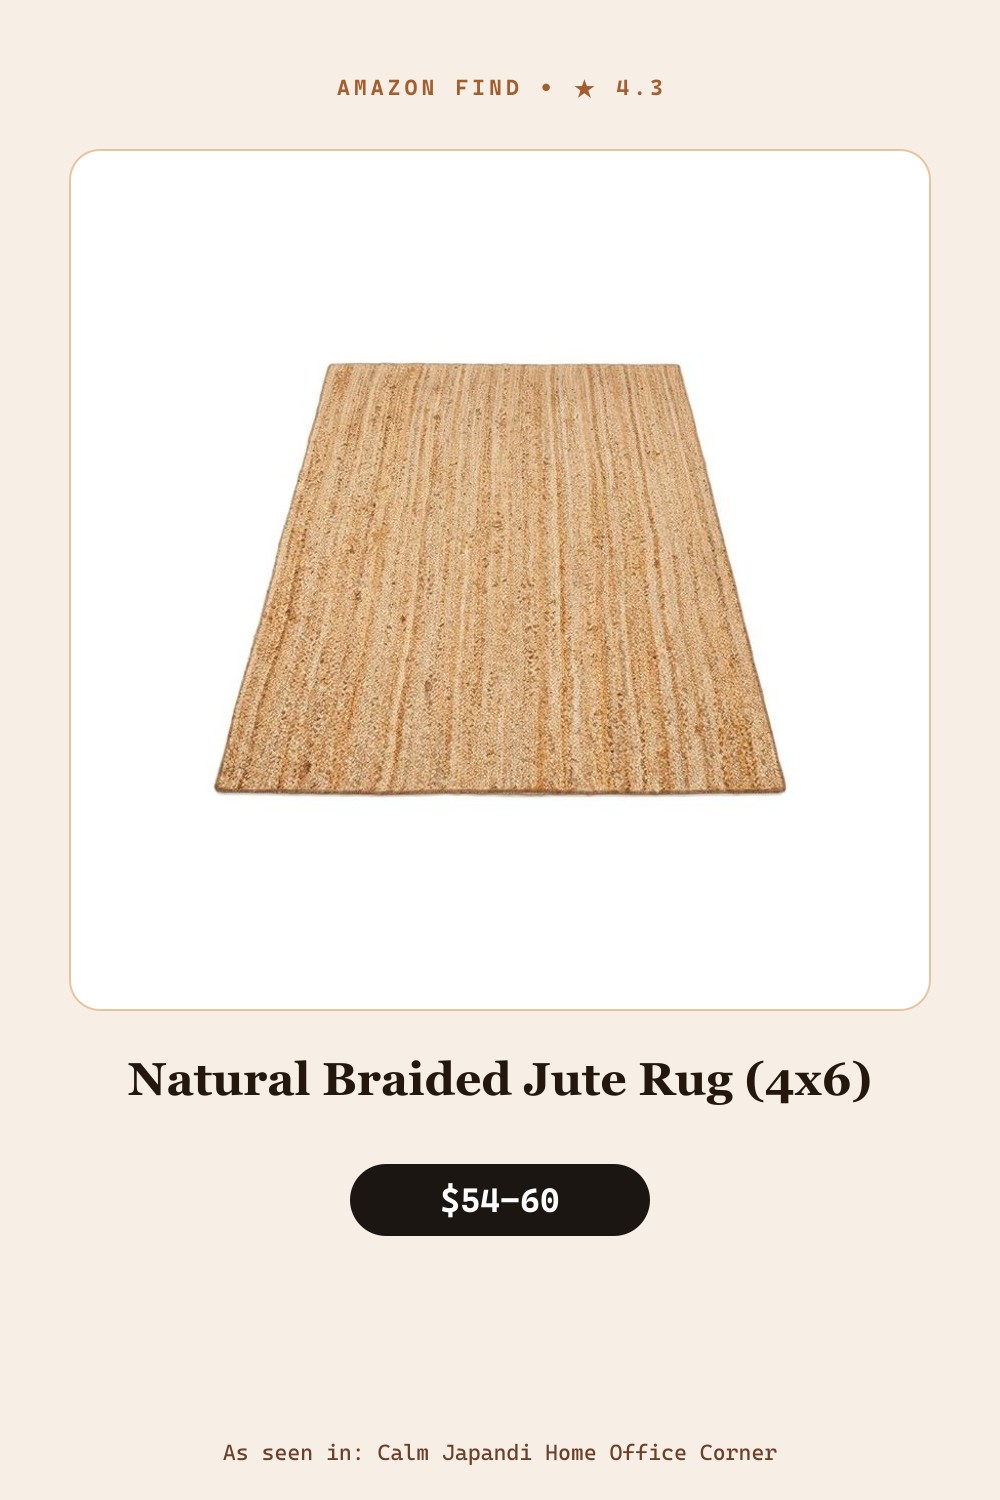 AMAZON FIND • ★ 4.3
Natural Braided Jute Rug (4x6)
$54–60
As seen in: Calm Japandi Home Office Corner